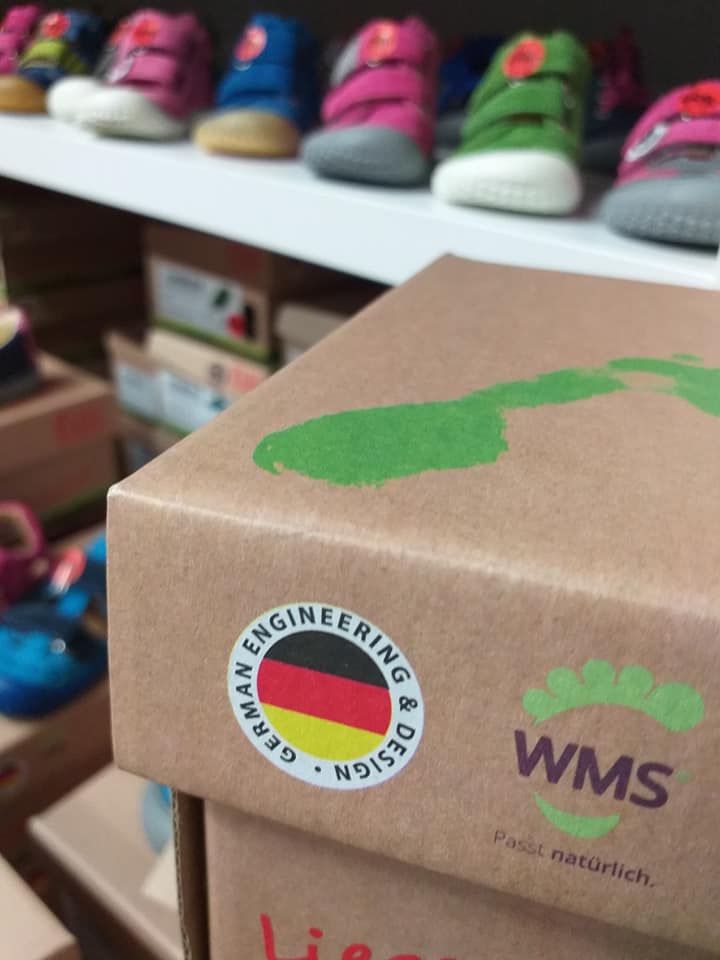 GERMAN ENGINEERING & DESIGN •
WMS®
Passt natürlich.